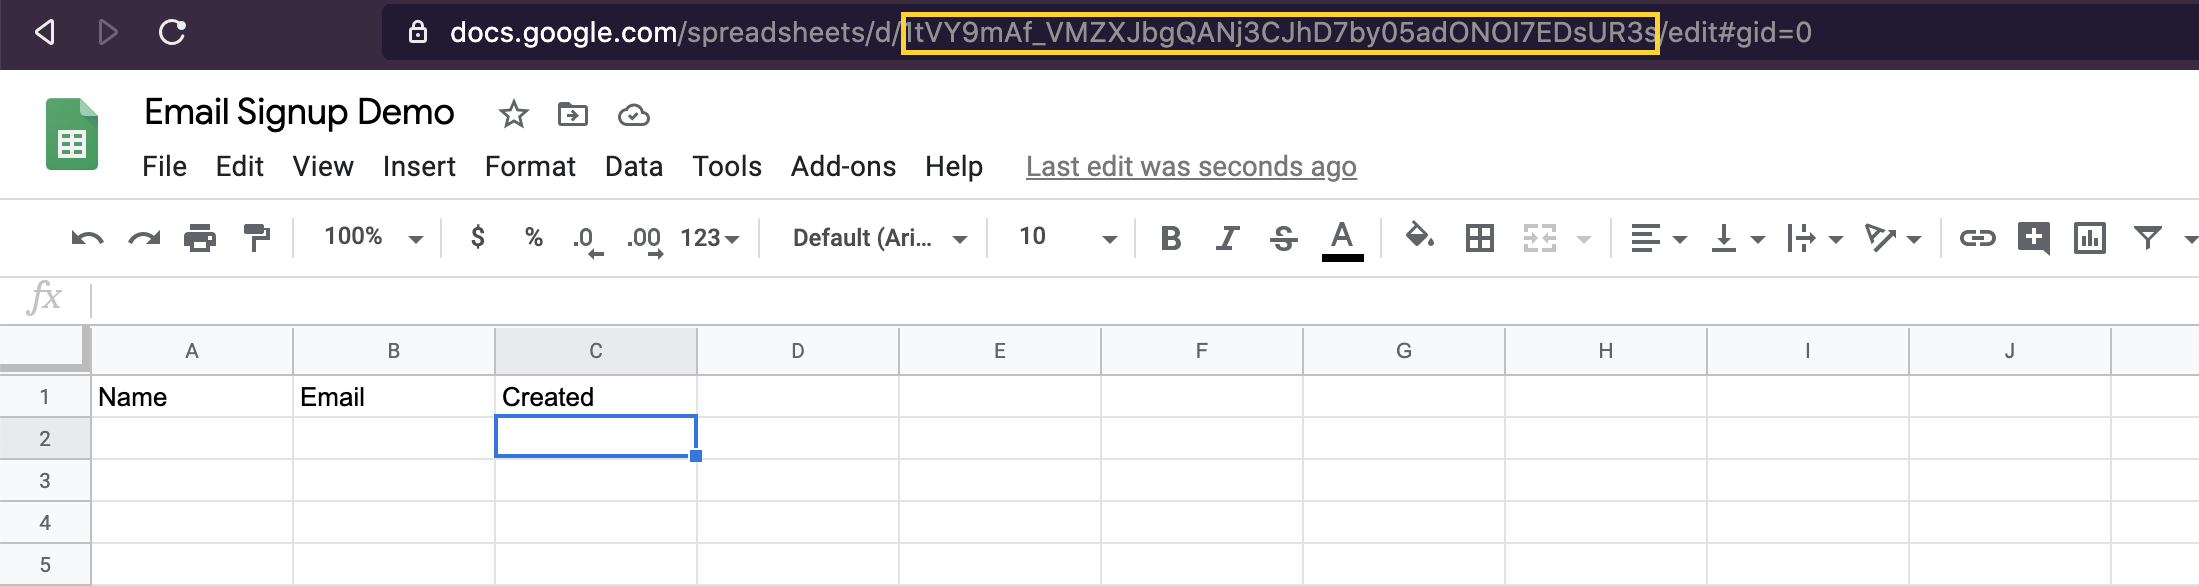 docs.google.com/spreadsheets/d/1tVY9mAf_VMZXJbgQANj3CJhD7by05adONOI7EDsUR3s/edit#gid=0
Email Signup Demo
File Edit View Insert Format Data Tools Add-ons Help Last edit was seconds ago
100% $ % .0 .00 123 Default (Ari... 10 B I S A
fx
A B C D E F G H I J
1 Name Email Created
2
3
4
5